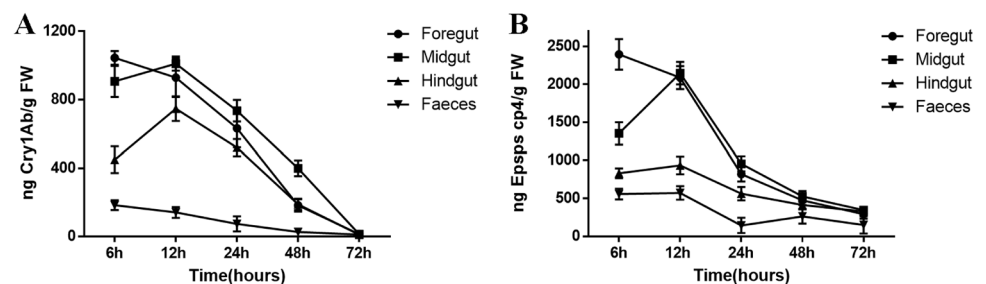 A
ng Cry1Ab/g FW
1200
800
400
0
6h 12h 24h 48h 72h
Time(hours)
Foregut
Midgut
Hindgut
Faeces
B
ng Epsps cp4/g FW
2500
2000
1500
1000
500
0
6h 12h 24h 48h 72h
Time(hours)
Foregut
Midgut
Hindgut
Faeces